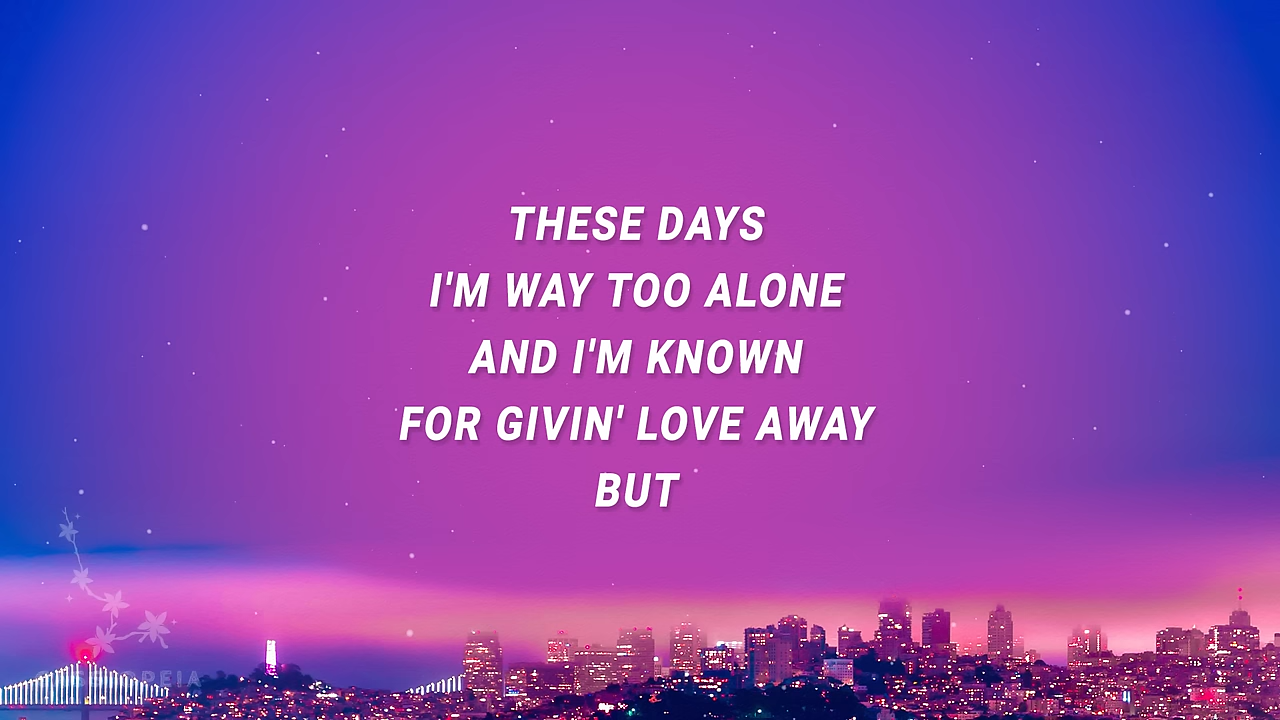 THESE DAYS
I'M WAY TOO ALONE
AND I'M KNOWN
FOR GIVIN' LOVE AWAY
BUT